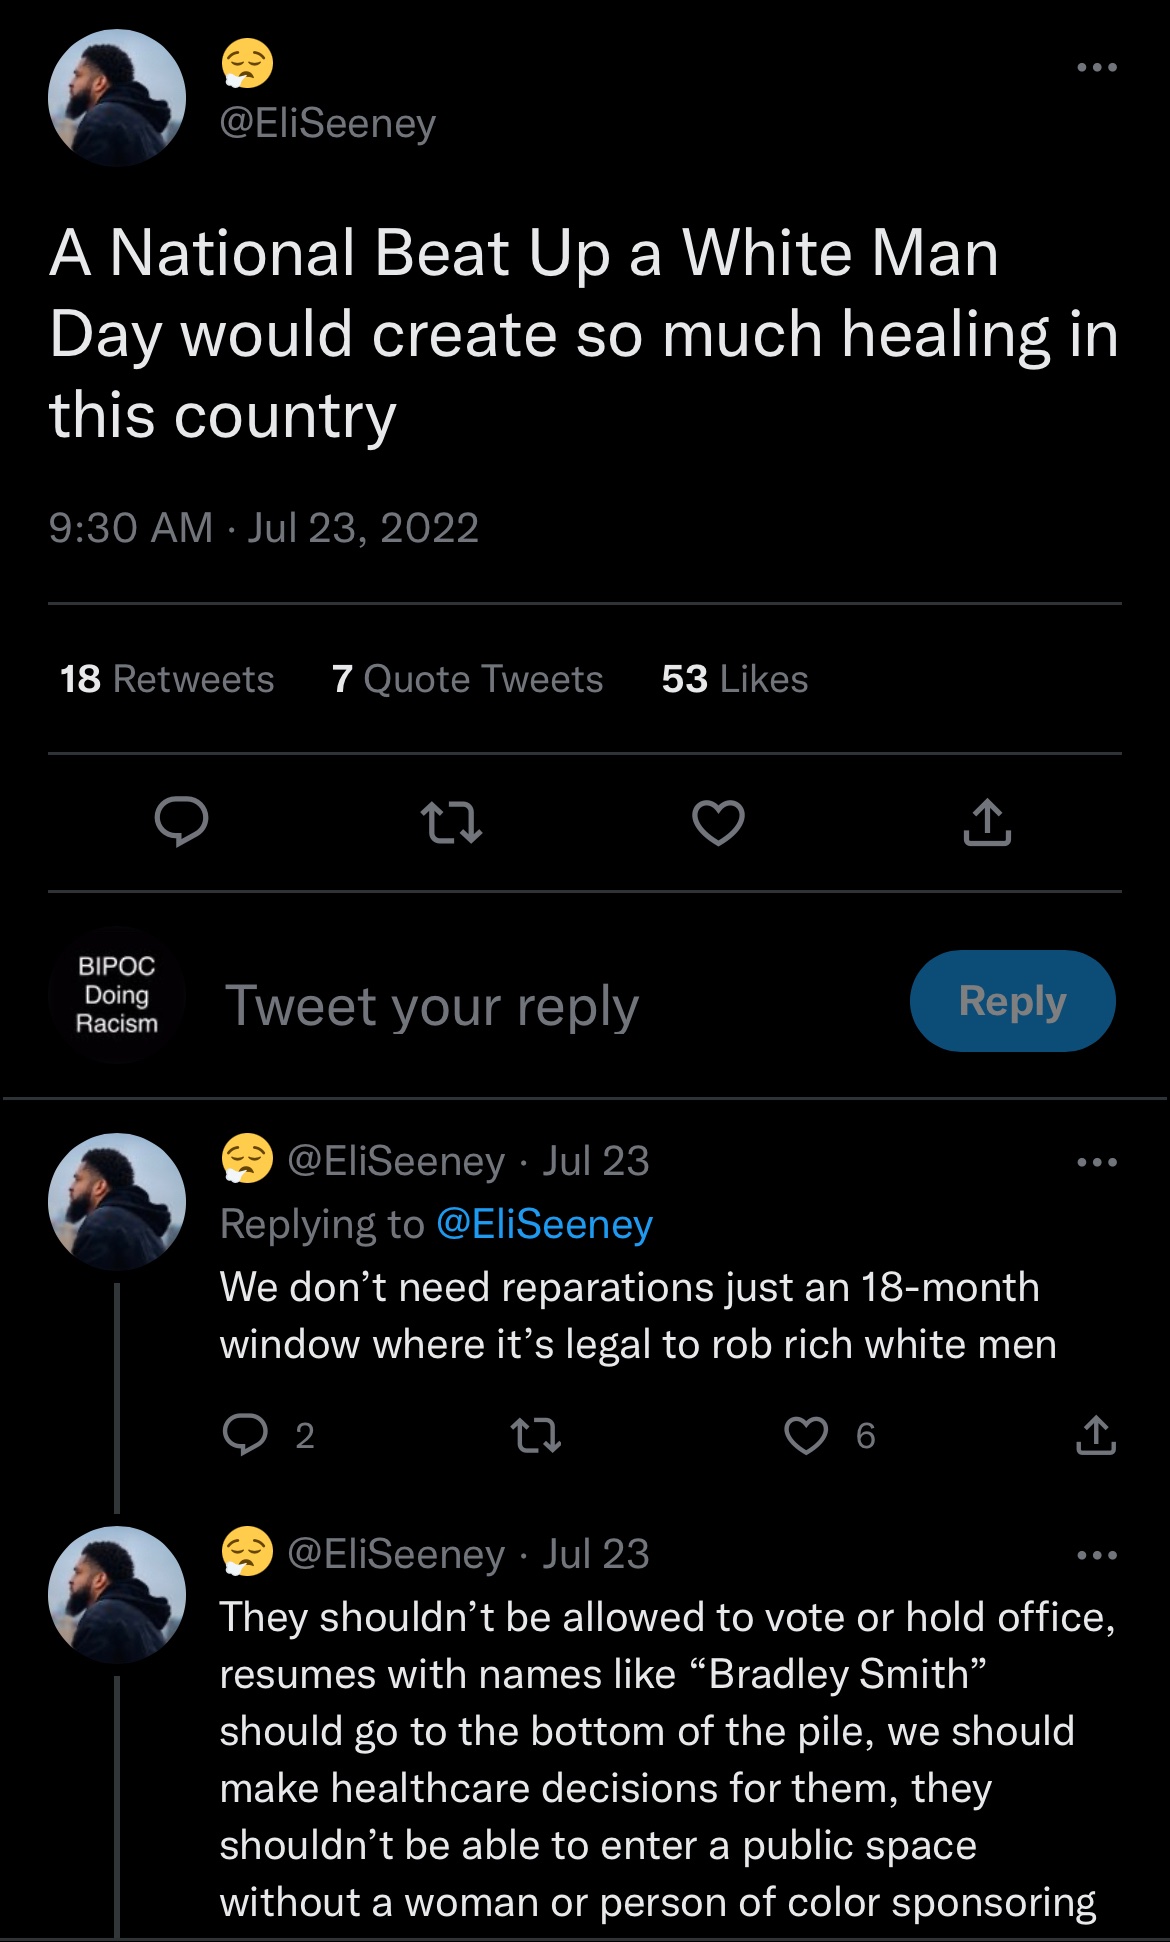 @EliSeeney
A National Beat Up a White Man
Day would create so much healing in
this country
9:30 AM · Jul 23, 2022
18 Retweets 7 Quote Tweets 53 Likes
BIPOC
Doing
Racism
Tweet your reply
Reply
@EliSeeney · Jul 23
Replying to @EliSeeney
We don’t need reparations just an 18-month
window where it’s legal to rob rich white men
2 6
@EliSeeney · Jul 23
They shouldn’t be allowed to vote or hold office,
resumes with names like “Bradley Smith”
should go to the bottom of the pile, we should
make healthcare decisions for them, they
shouldn’t be able to enter a public space
without a woman or person of color sponsoring